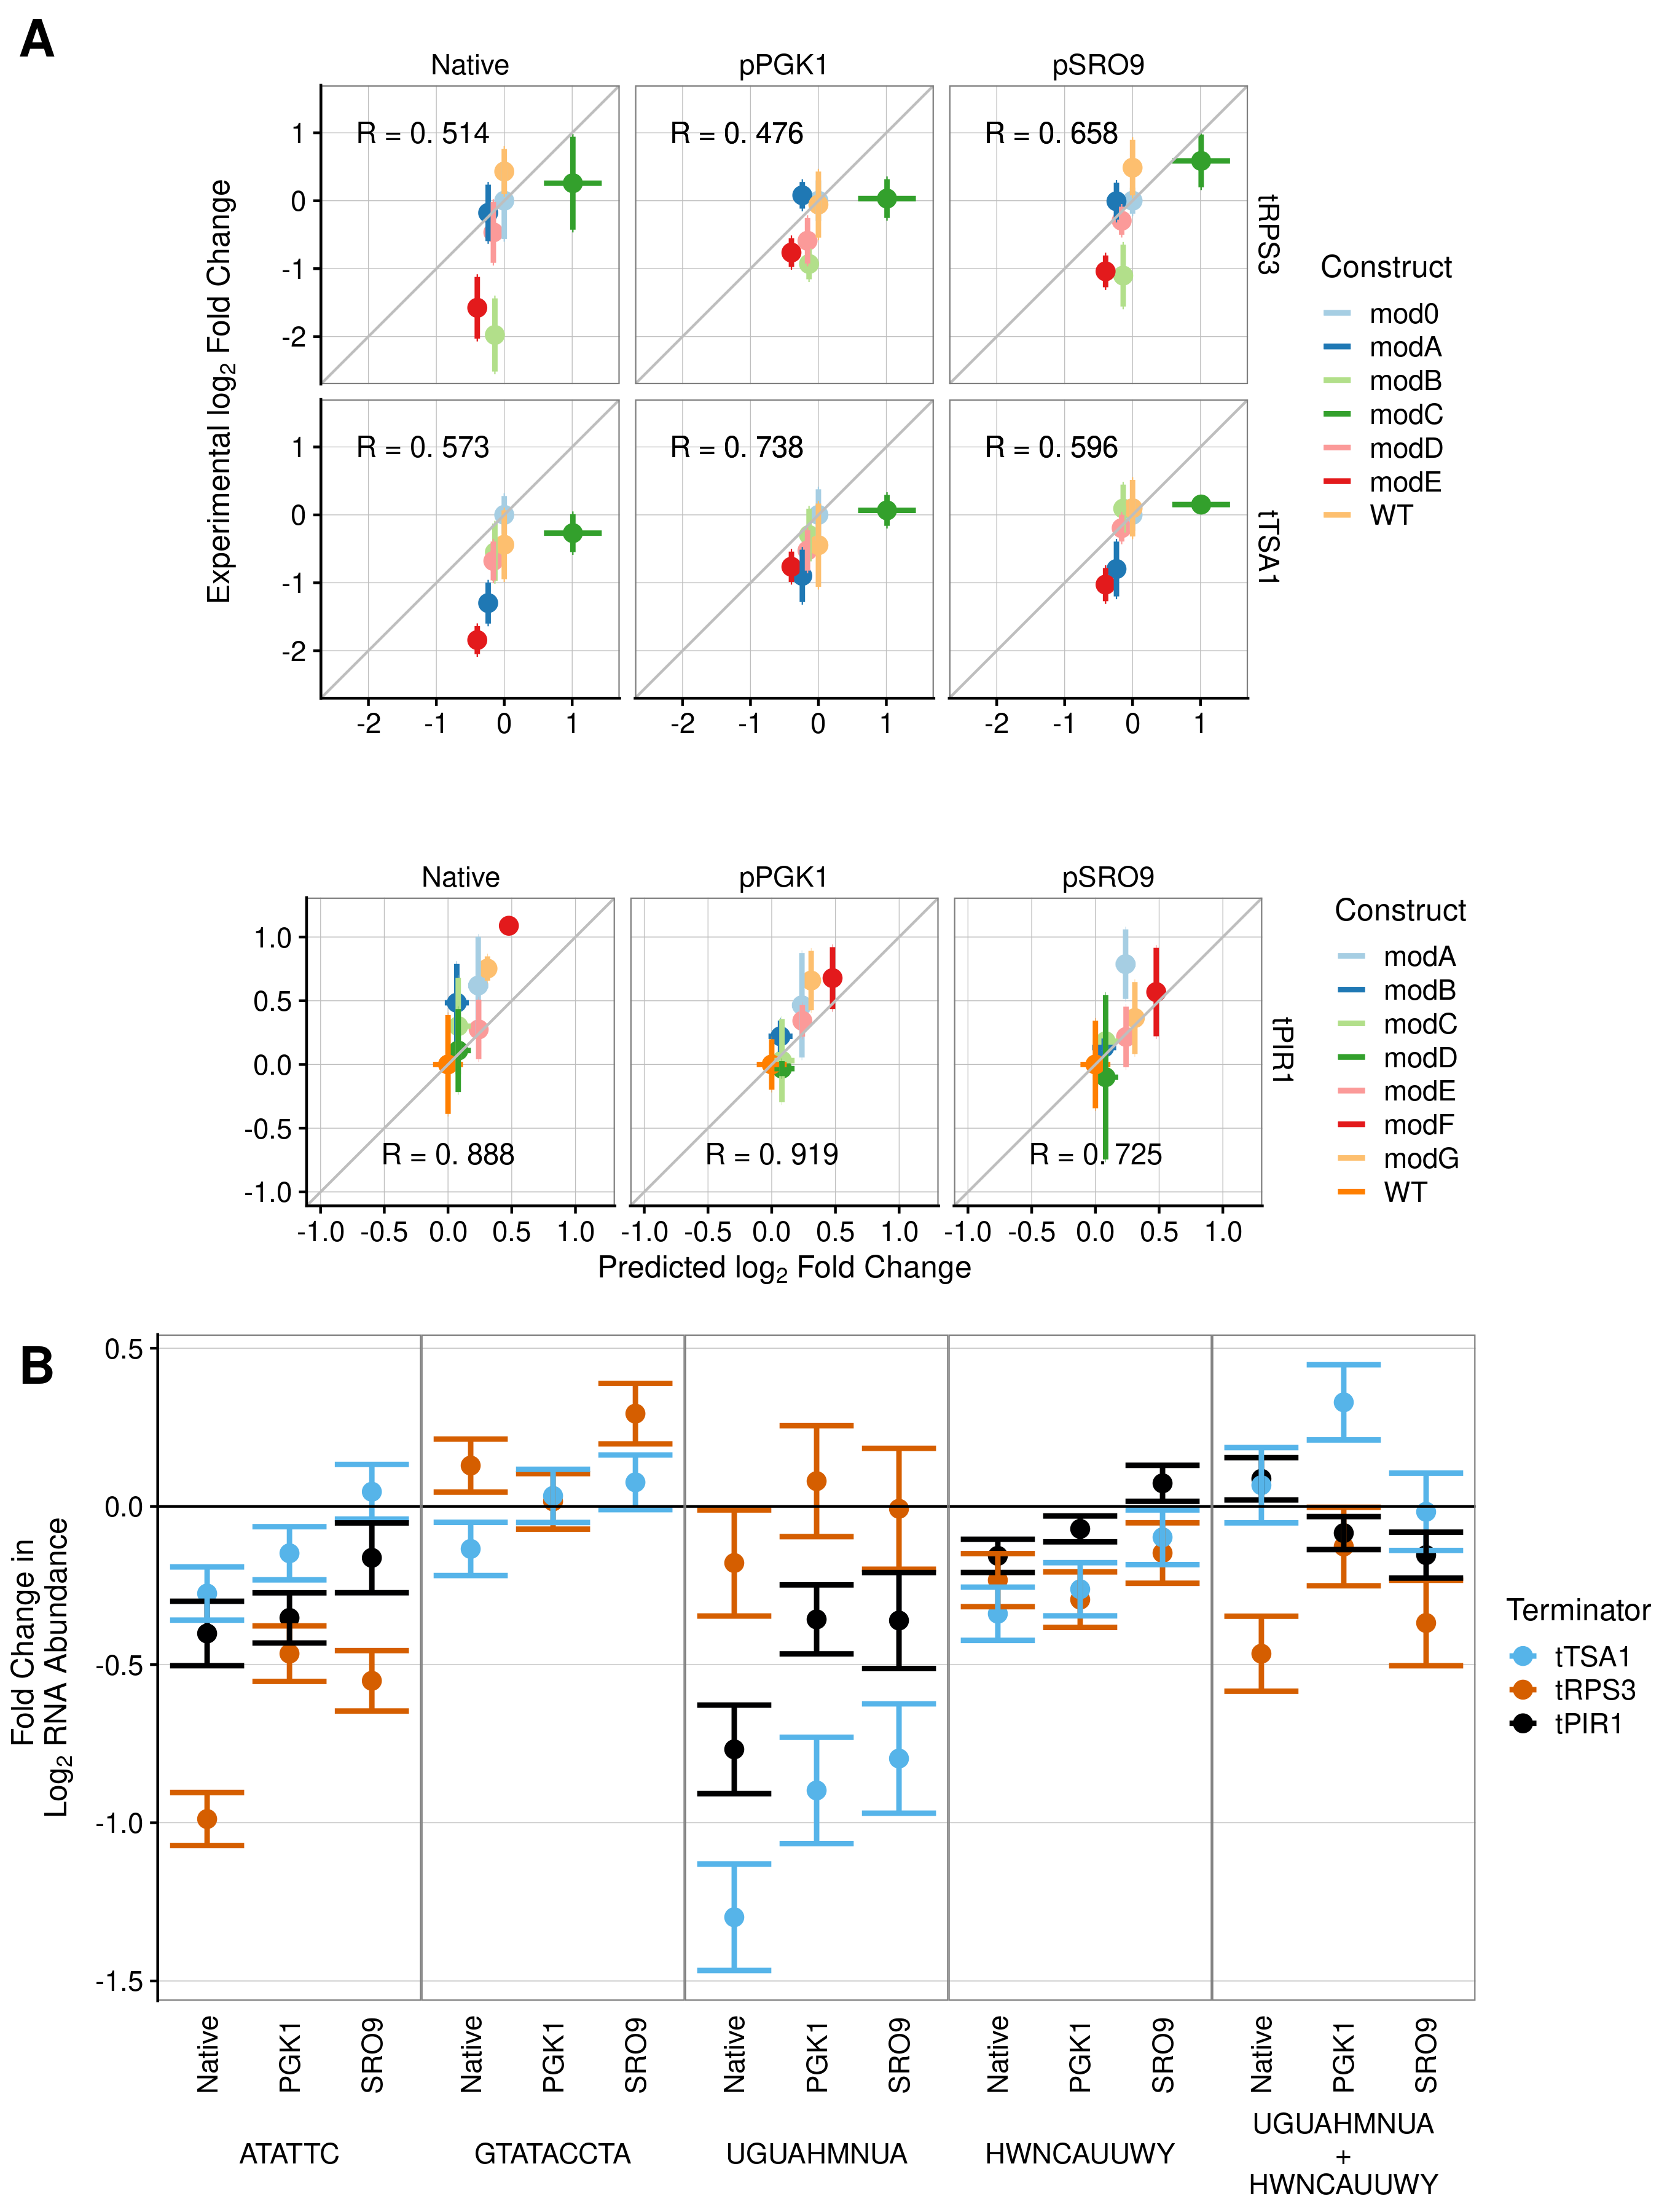 A
Native pPGK1 pSRO9
R = 0. 514 R = 0. 476 R = 0. 658
1
0
-1
-2
tRPS3
R = 0. 573 R = 0. 738 R = 0. 596
1
0
-1
-2
tTSA1
Experimental log2 Fold Change
-2 -1 0 1 -2 -1 0 1 -2 -1 0 1
Construct
mod0
modA
modB
modC
modD
modE
WT
Native pPGK1 pSRO9
1.0
0.5
0.0
-0.5
-1.0
R = 0. 888 R = 0. 919 R = 0. 725
tPIR1
-1.0 -0.5 0.0 0.5 1.0 -1.0 -0.5 0.0 0.5 1.0 -1.0 -0.5 0.0 0.5 1.0
Predicted log2 Fold Change
Construct
modA
modB
modC
modD
modE
modF
modG
WT
B
Fold Change in
Log2 RNA Abundance
0.5
0.0
-0.5
-1.0
-1.5
Native PGK1 SRO9 Native PGK1 SRO9 Native PGK1 SRO9 Native PGK1 SRO9 Native PGK1 SRO9
ATATTC GTATACCTA UGUAHMNUA HWNCAUUWY
UGUAHMNUA
+
HWNCAUUWY
Terminator
tTSA1
tRPS3
tPIR1